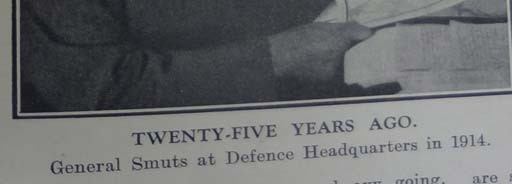 TWENTY-FIVE YEARS AGO.
General Smuts at Defence Headquarters in 1914.
going, are